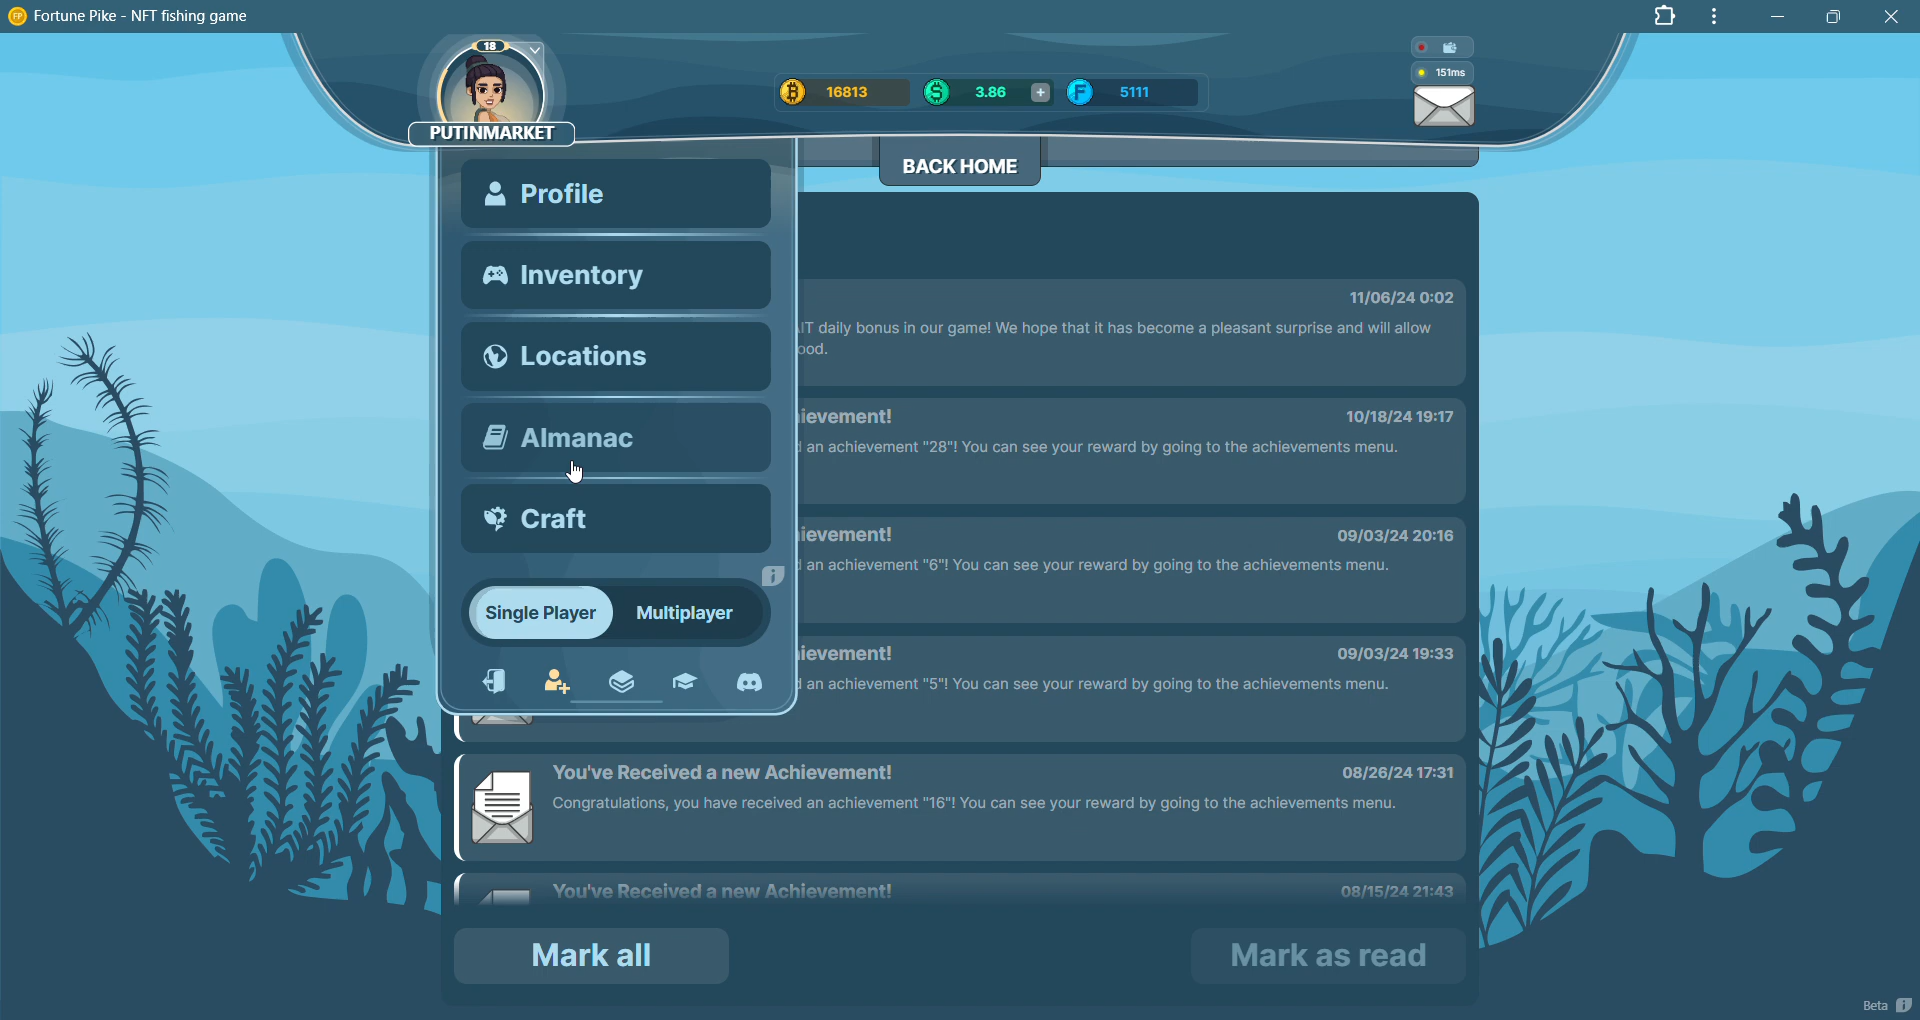 Fortune Pike - NFT fishing game
18
16813
3.86
+
5111
151ms
PUTINMARKET
BACK HOME
Profile
Inventory
Locations
Almanac
Craft
Single Player
Multiplayer
11/06/24 0:02
daily bonus in our game! We hope that it has become a pleasant surprise and will allow
ood.
ievement!
10/18/24 19:17
an achievement "28"! You can see your reward by going to the achievements menu.
ievement!
09/03/24 20:16
an achievement "6"! You can see your reward by going to the achievements menu.
ievement!
09/03/24 19:33
an achievement "5"! You can see your reward by going to the achievements menu.
You've Received a new Achievement!
08/26/24 17:31
Congratulations, you have received an achievement "16"! You can see your reward by going to the achievements menu.
You've Received a new Achievement!
08/15/24 21:43
Mark all
Mark as read
Beta